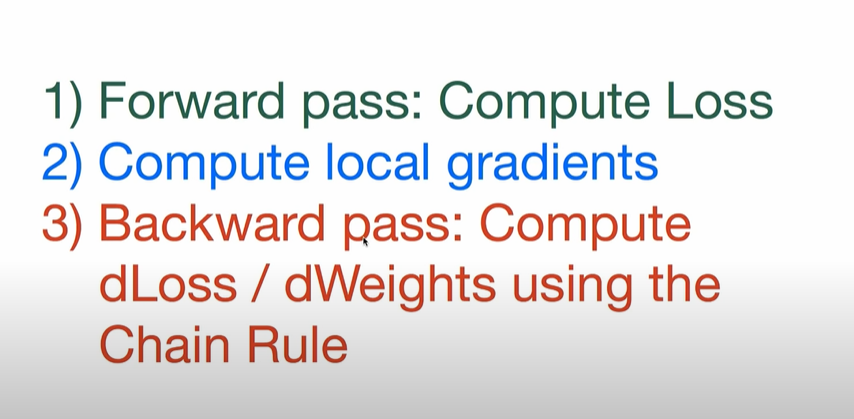 1) Forward pass: Compute Loss
2) Compute local gradients
3) Backward pass: Compute
dLoss / dWeights using the
Chain Rule